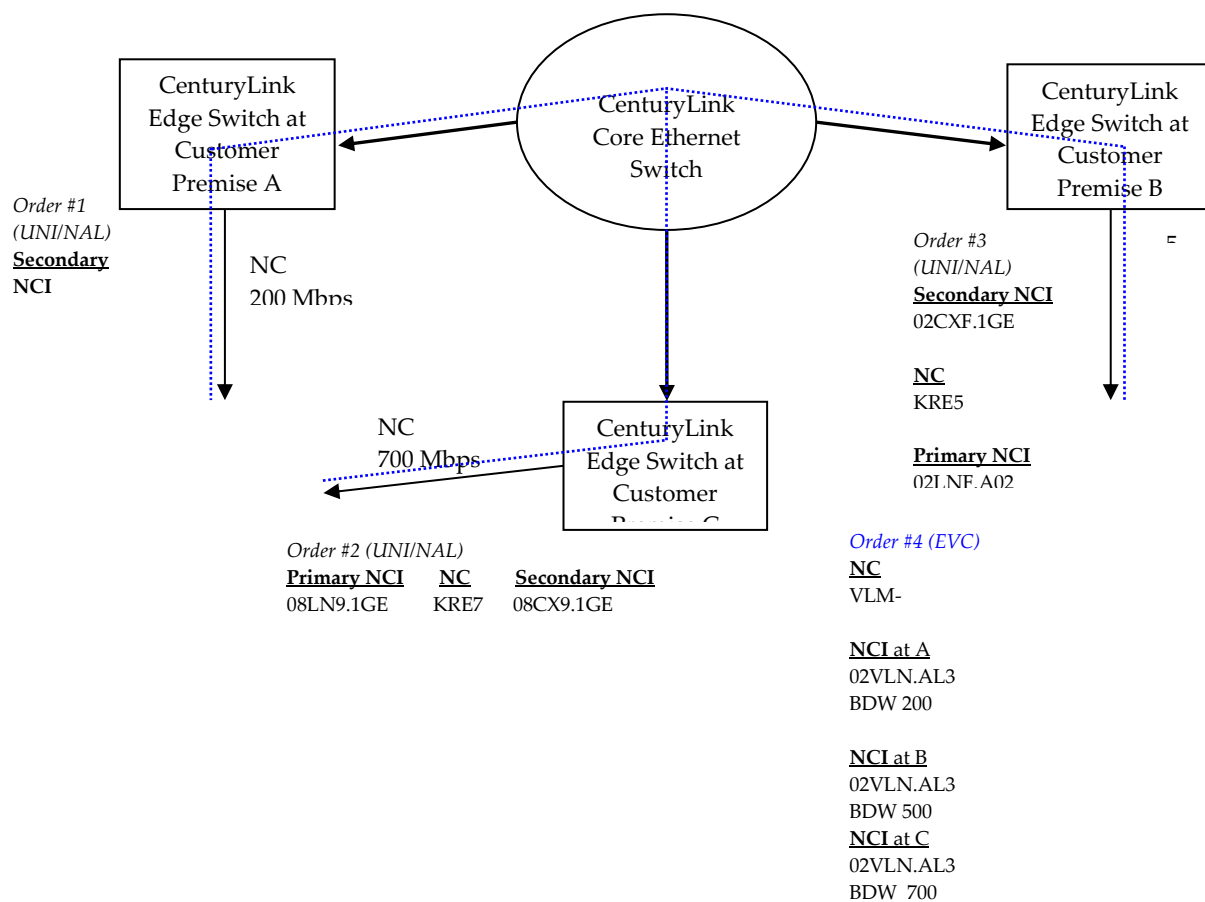 CenturyLink
Edge Switch at
Customer
Premise A
CenturyLink
Core Ethernet
Switch
CenturyLink
Edge Switch at
Customer
Premise B
Order #1
(UNI/NAL)
Secondary
NCI
NC
200 Mbps
Order #3
(UNI/NAL)
Secondary NCI
02CXF.1GE
NC
KRE5
Primary NCI
02LNF.A02
NC
700 Mbps
CenturyLink
Edge Switch at
Customer
Order #2 (UNI/NAL)
Primary NCI NC Secondary NCI
08LN9.1GE KRE7 08CX9.1GE
Order #4 (EVC)
NC
VLM-
NCI at A
02VLN.AL3
BDW 200
NCI at B
02VLN.AL3
BDW 500
NCI at C
02VLN.AL3
BDW 700